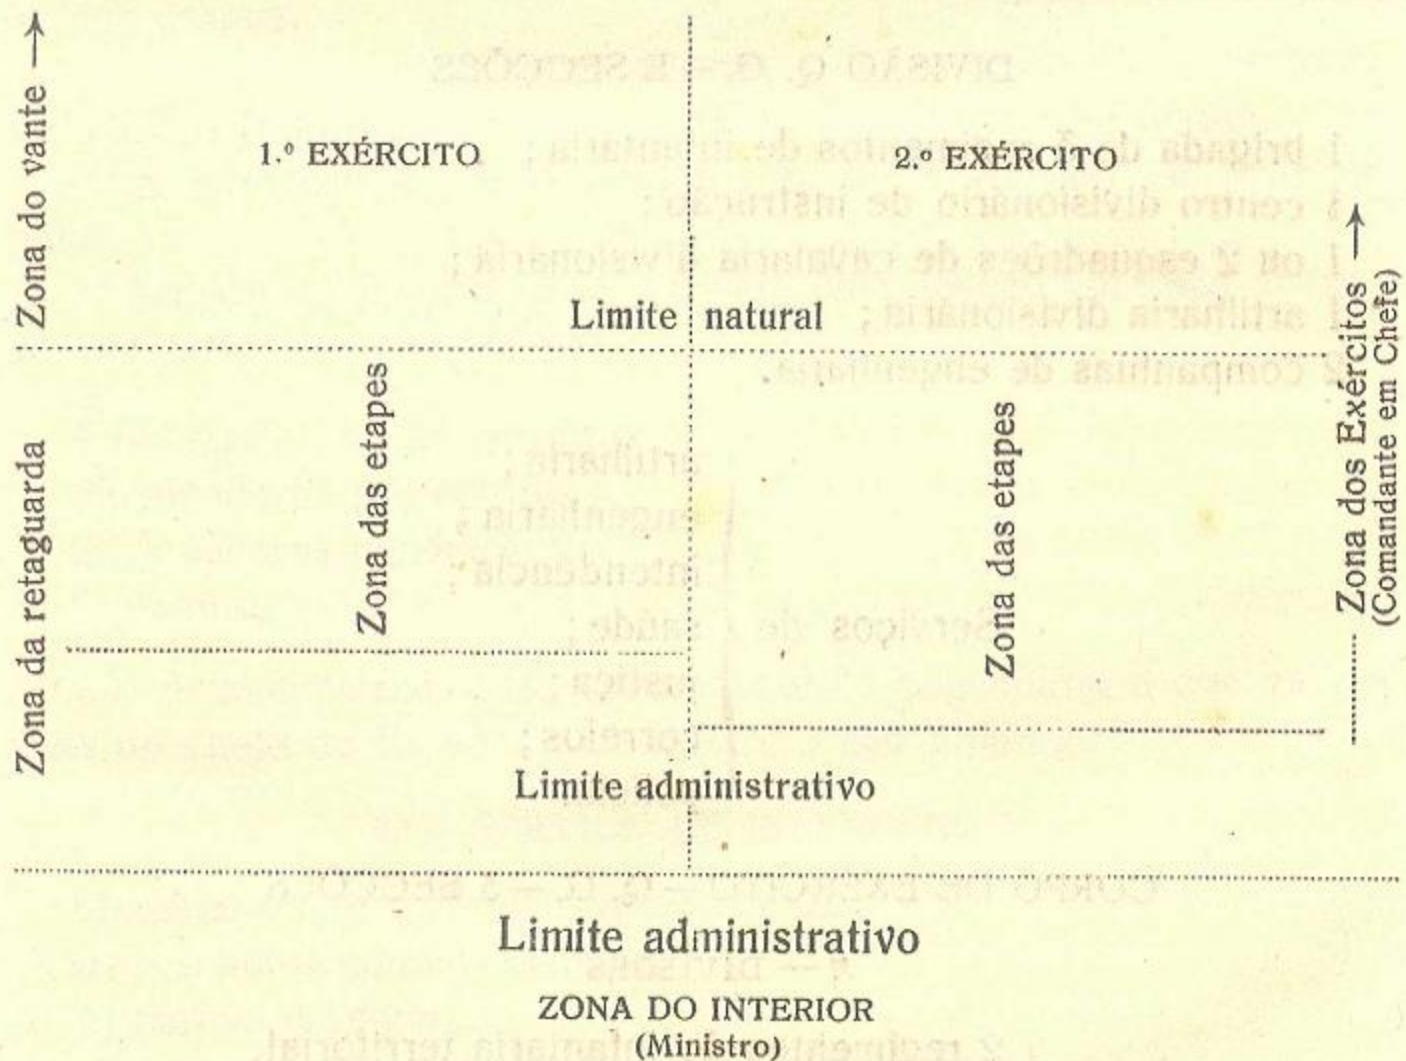 Zona do vante
1.º EXÉRCITO
2.º EXÉRCITO
Limite natural
Zona da retaguarda
Zona das etapes
Zona das etapes
Zona dos Exércitos
(Comandante em Chefe)
Limite administrativo
Limite administrativo
ZONA DO INTERIOR
(Ministro)